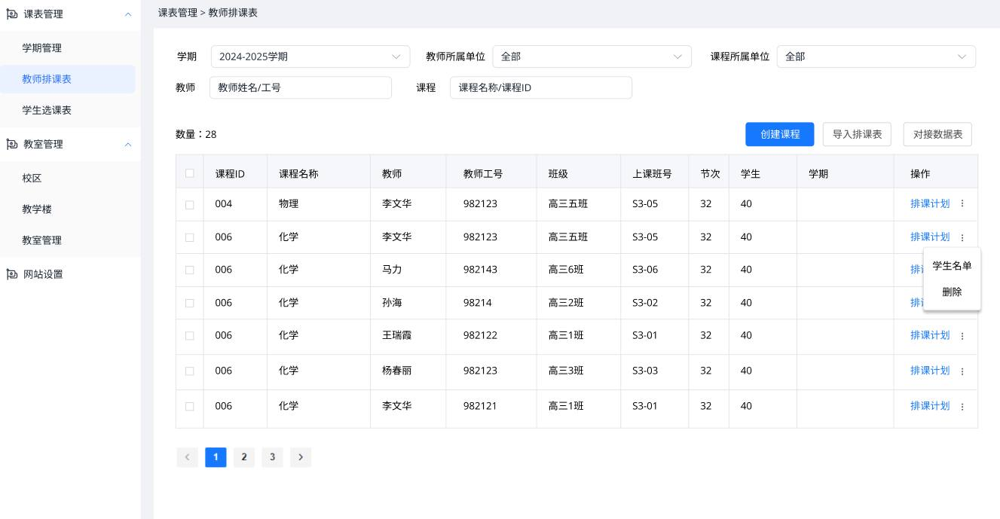 课表管理
学期管理
教师排课表
学生选课表
教室管理
校区
教学楼
教室管理
网站设置
课表管理 > 教师排课表
学期 2024-2025学期 教师所属单位 全部 课程所属单位 全部
教师 教师姓名/工号 课程 课程名称/课程ID
数量：28 创建课程 导入排课表 对接数据表
课程ID 课程名称 教师 教师工号 班级 上课班号 节次 学生 学期 操作
004 物理 李文华 982123 高三五班 S3-05 32 40 排课计划
006 化学 李文华 982123 高三五班 S3-05 32 40 排课计划
006 化学 马力 982143 高三6班 S3-06 32 40 排
006 化学 孙海 98214 高三2班 S3-02 32 40 排
学生名单
删除
006 化学 王瑞霞 982122 高三1班 S3-01 32 40 排课计划
006 化学 杨春丽 982123 高三3班 S3-03 32 40 排课计划
006 化学 李文华 982121 高三1班 S3-01 32 40 排课计划
< 1 2 3 >